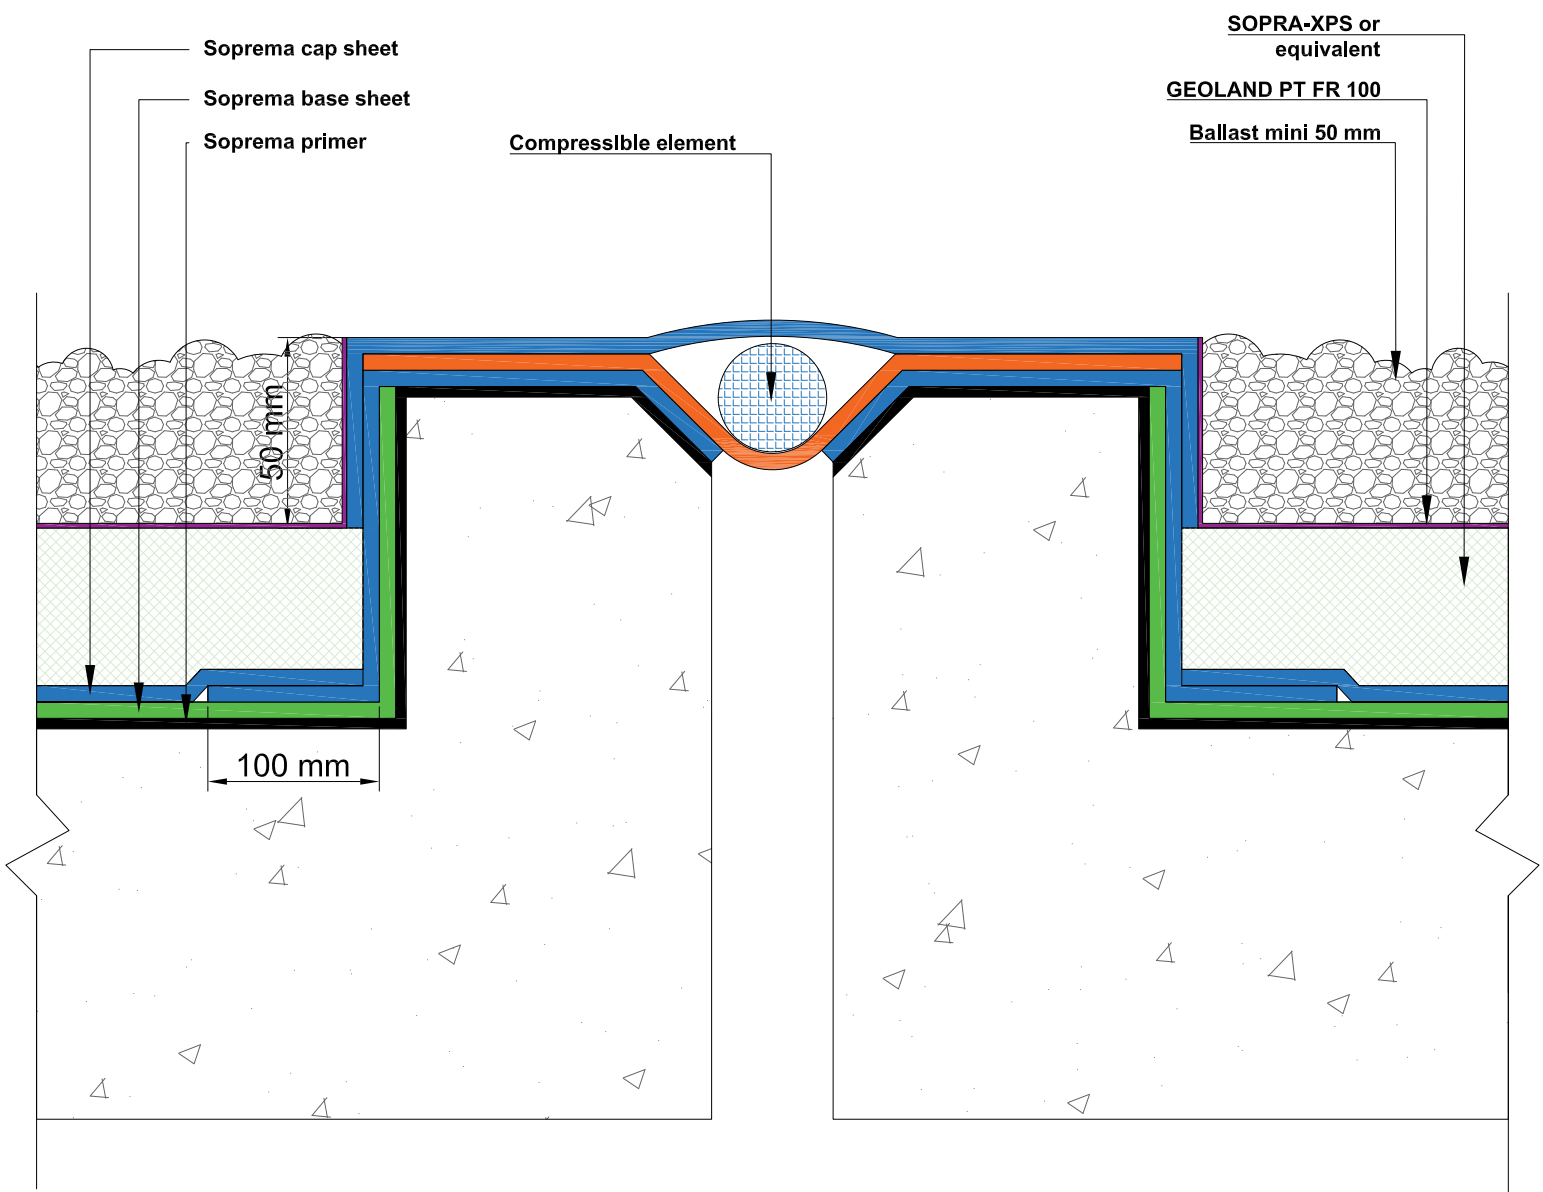 Soprema cap sheet
Soprema base sheet
Soprema primer
Compressible element
SOPRA-XPS or
equivalent
GEOLAND PT FR 100
Ballast mini 50 mm
50 mm
100 mm